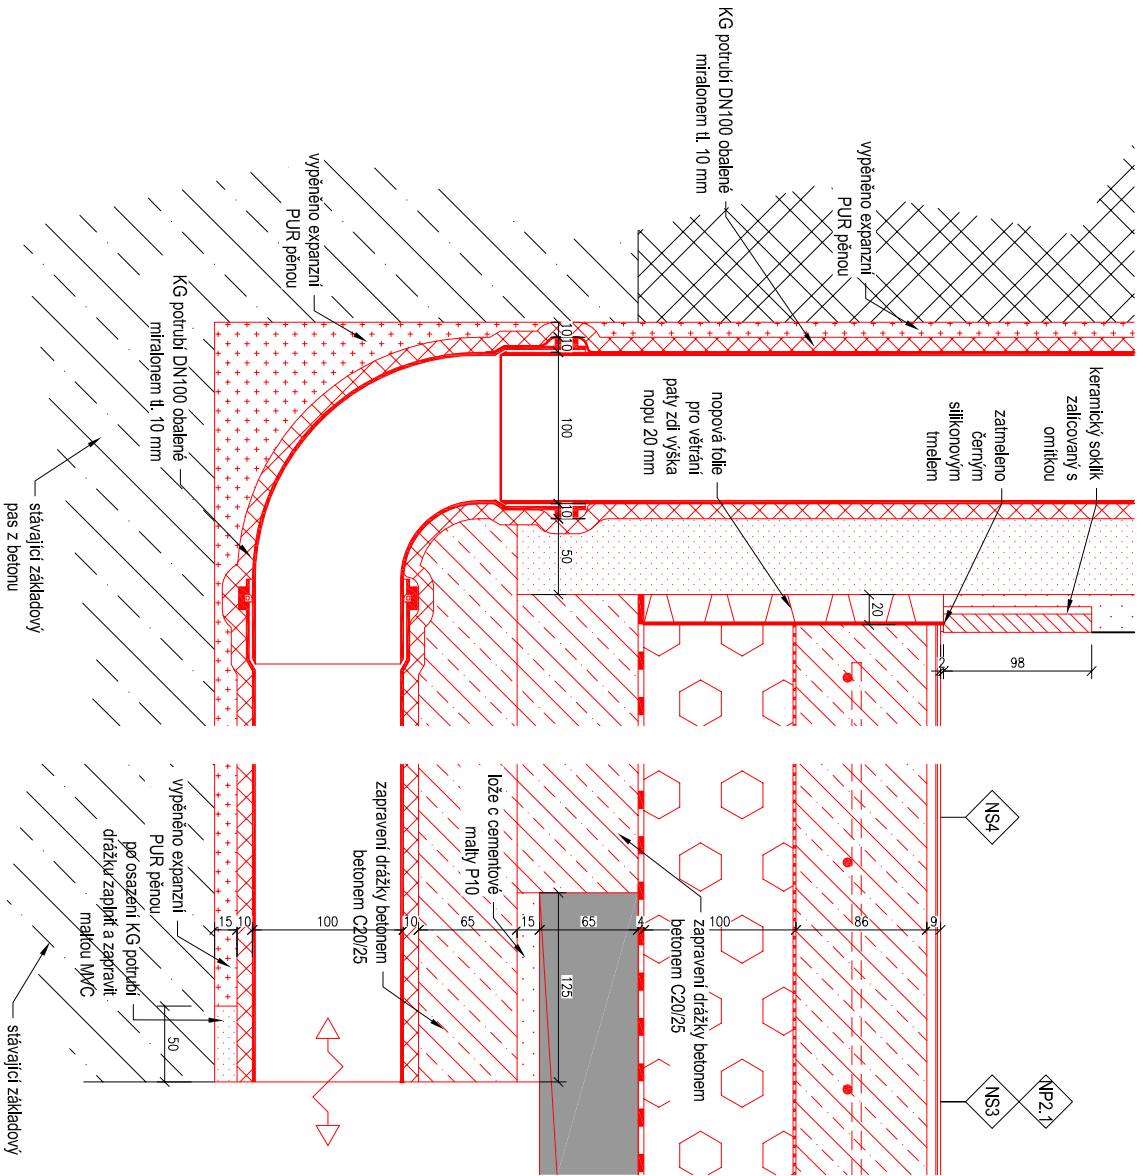 KG potrubí DN100 obalené
miralonem tl. 10 mm
vypěněno expanzní
PUR pěnou
keramický soklík
zalícovaný s
omítkou
zatmeleno
černým
silikonovým
tmelem
nopová folie
pro větrání
paty zdi výška
nopu 20 mm
vypěněno expanzní
PUR pěnou
KG potrubí DN100 obalené
miralonem tl. 10 mm
stávající základový
pas z betonu
10
10
100
10
50
20
2
98
NS4
NS3
NP2.1
zapravení drážky betonem
betonem C20/25
lože c cementové
malty P10
zapravení drážky betonem
betonem C20/25
vypěněno expanzní
PUR pěnou
po osazení KG potrubí
drážku zaplnit a zapravit
maltou MVC
15
10
100
10
65
15
65
4
100
86
9
125
50
stávající základový